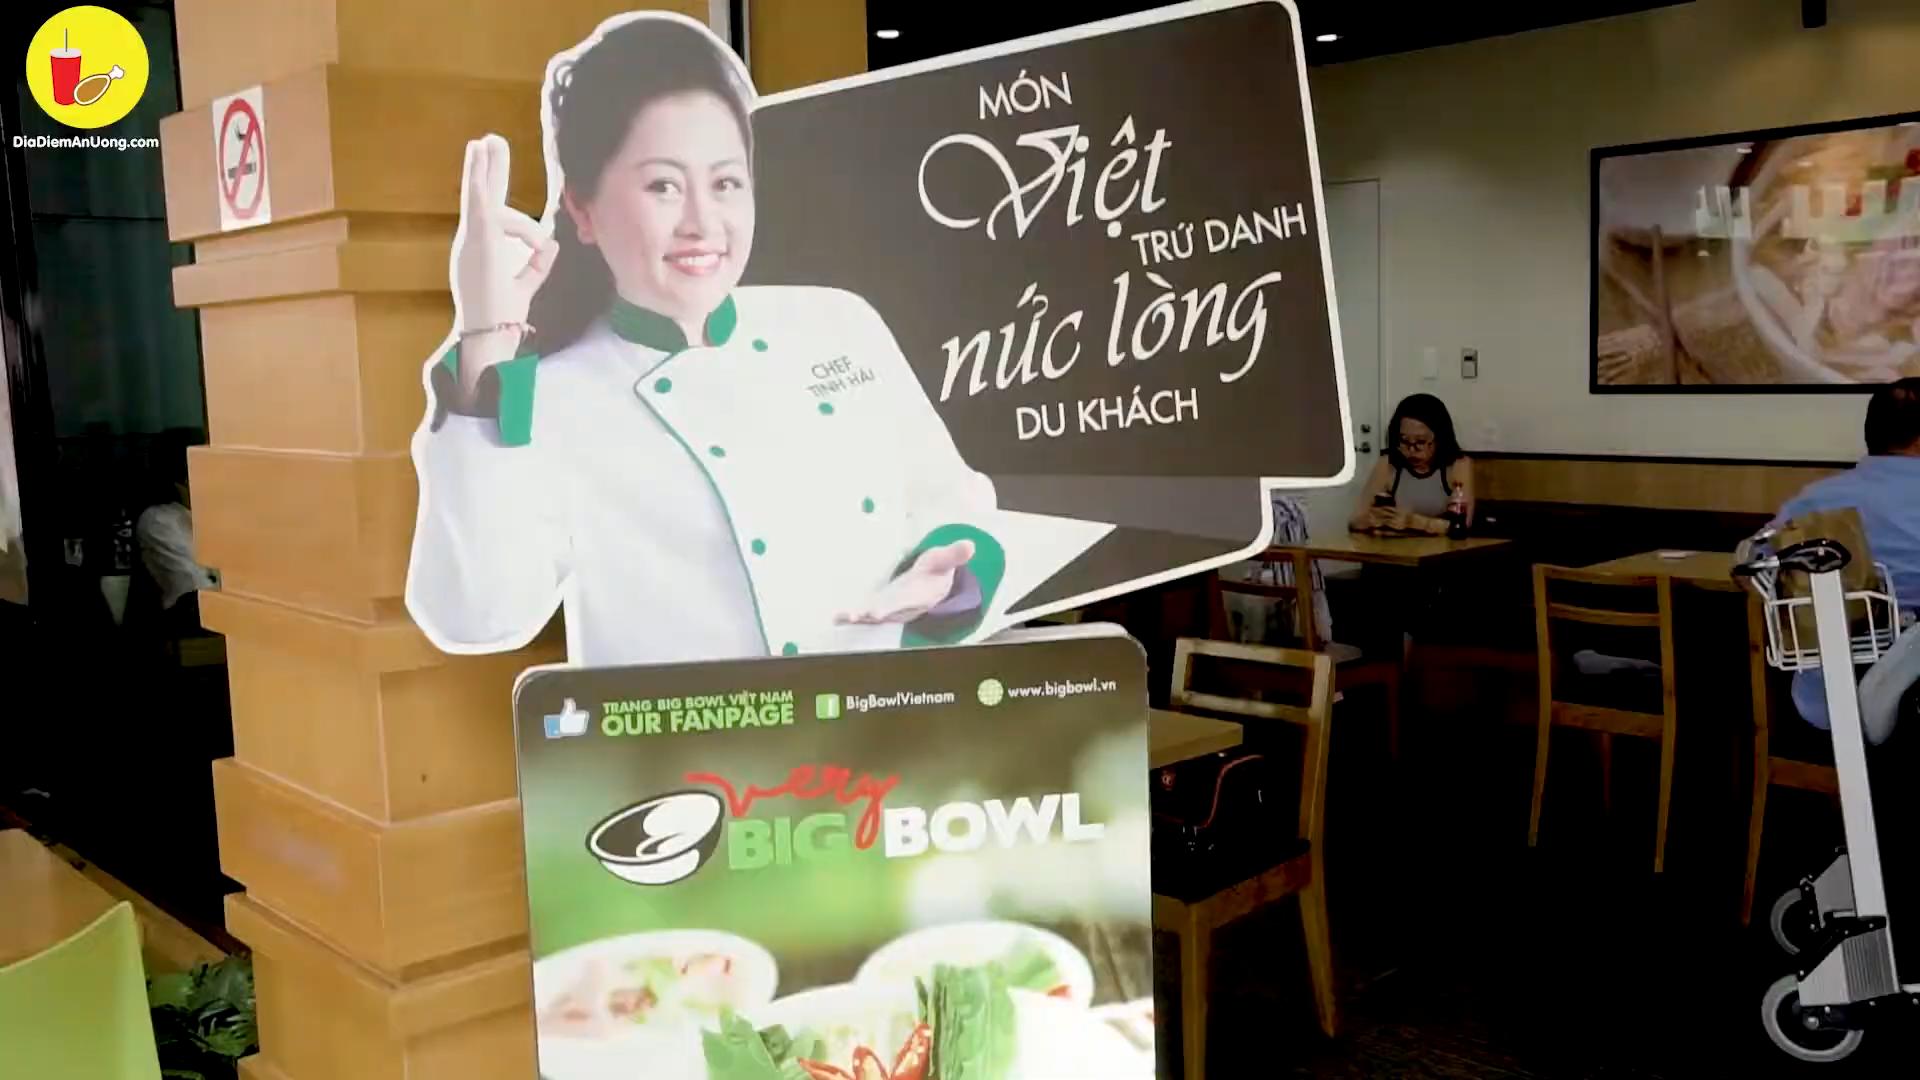 DiaDiemAnUong.com
MÓN
Việt
TRỨ DANH
nức lòng
DU KHÁCH
CHEF
TỊNH HẢI
TRANG BIG BOWL VIỆT NAM
OUR FANPAGE
BigBowlVietnam
www.bigbowl.vn
very
BIG BOWL